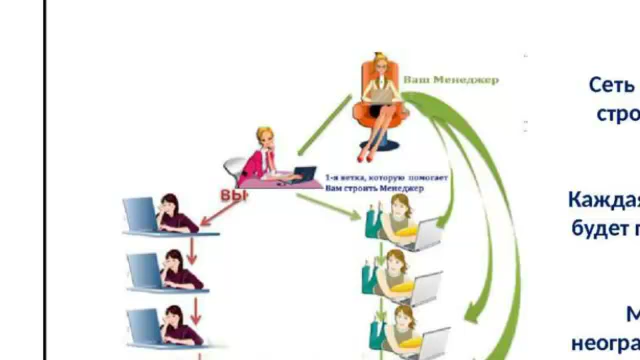 Ваш Менеджер
1-я ветка, которую помогает
Вам строить Менеджер
ВЫ
Сеть
стро
Каждая
будет п
М
неогра